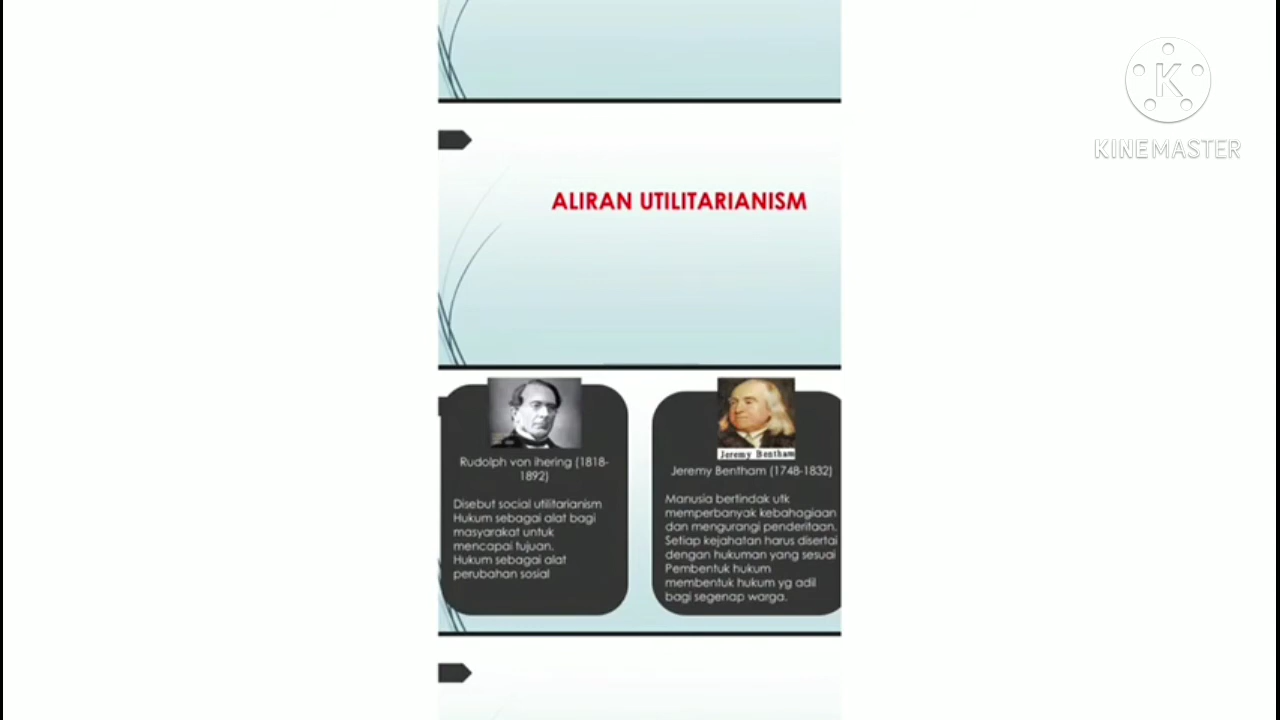 KINEMASTER
ALIRAN UTILITARIANISM
Rudolph von ihering (1818-
1892)
Disebut social utilitarianism
Hukum sebagai alat bagi
masyarakat untuk
mencapai tujuan.
Hukum sebagai alat
perubahan sosial
Jeremy Bentham
Jeremy Bentham (1748-1832)
Manusia bertindak utk
memperbanyak kebahagiaan
dan mengurangi penderitaan.
Setiap kejahatan harus disertai
dengan hukuman yang sesuai
Pembentuk hukum
membentuk hukum yg adil
bagi segenap warga.